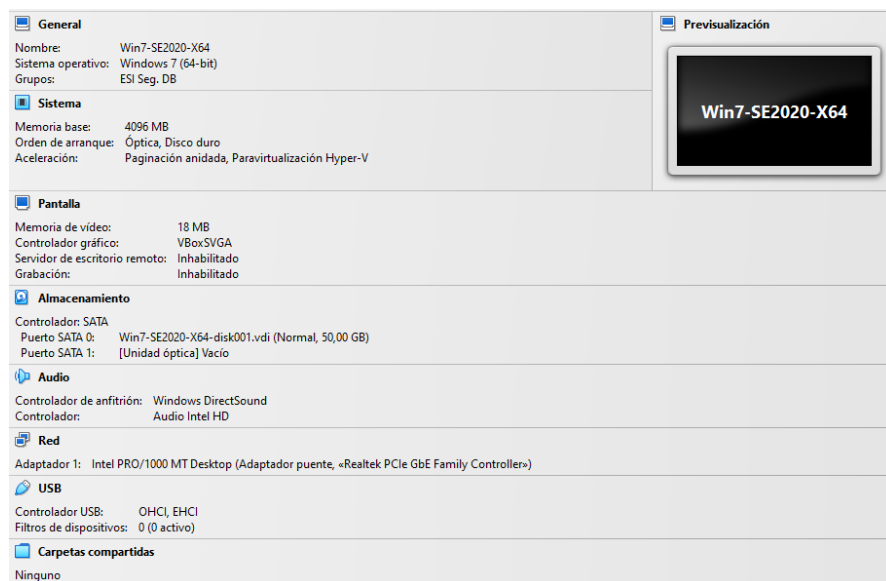 General
Nombre: Win7-SE2020-X64
Sistema operativo: Windows 7 (64-bit)
Grupos: ESI Seg. DB
Previsualización
Win7-SE2020-X64
Sistema
Memoria base: 4096 MB
Orden de arranque: Óptica, Disco duro
Aceleración: Paginación anidada, Paravirtualización Hyper-V
Pantalla
Memoria de vídeo: 18 MB
Controlador gráfico: VBoxSVGA
Servidor de escritorio remoto: Inhabilitado
Grabación: Inhabilitado
Almacenamiento
Controlador: SATA
Puerto SATA 0: Win7-SE2020-X64-disk001.vdi (Normal, 50,00 GB)
Puerto SATA 1: [Unidad óptica] Vacío
Audio
Controlador de anfitrión: Windows DirectSound
Controlador: Audio Intel HD
Red
Adaptador 1: Intel PRO/1000 MT Desktop (Adaptador puente, «Realtek PCIe GbE Family Controller»)
USB
Controlador USB: OHCI, EHCI
Filtros de dispositivos: 0 (0 activo)
Carpetas compartidas
Ninguno